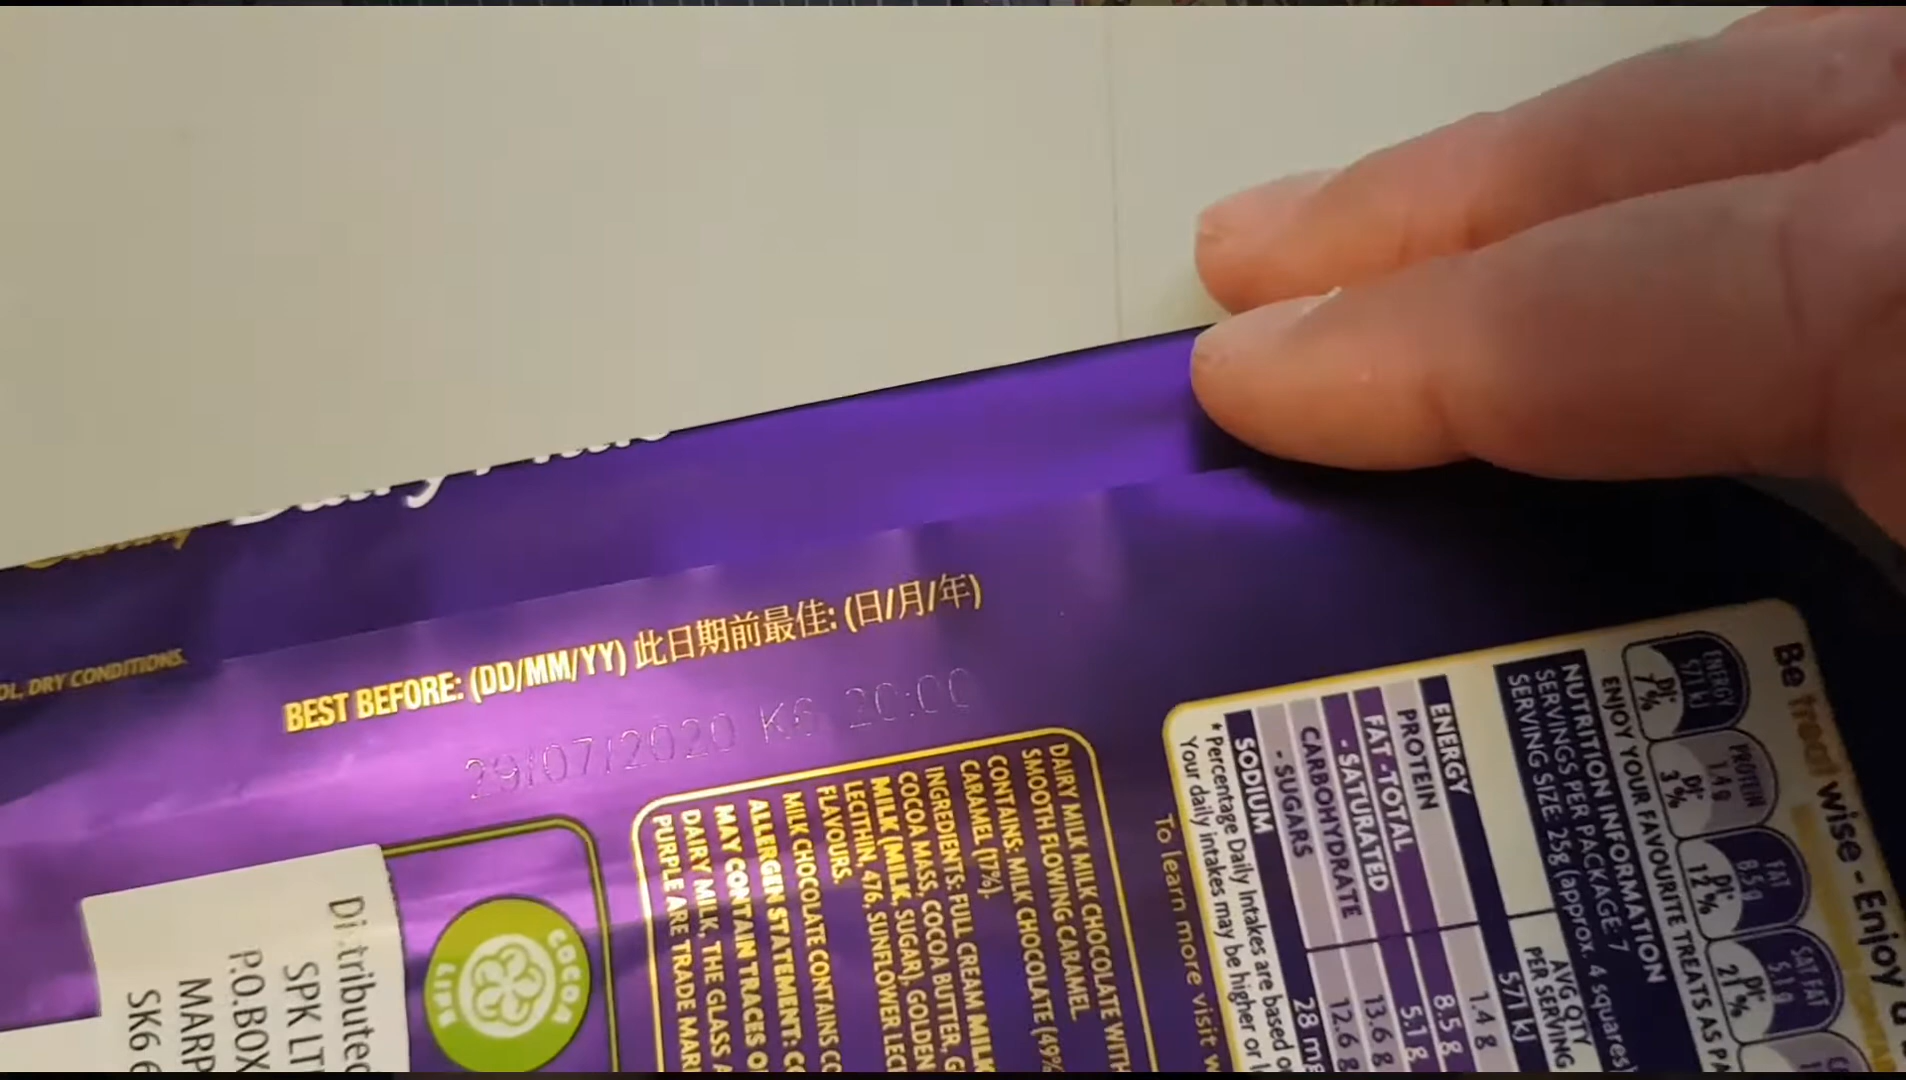 Dairy Milk
OL, DRY CONDITIONS.
BEST BEFORE: (DD/MM/YY) 此日期前最佳: (日/月/年)
29/07/2020 K6 20:00
SPK LT
P.O.BOX
MARP
SK6 6
COCOA
LIFE
DAIRY MILK MILK CHOCOLATE WITH
SMOOTH FLOWING CARAMEL.
CONTAINS: MILK CHOCOLATE (49%
CARAMEL (17%).
INGREDIENTS: FULL CREAM MILK
COCOA MASS, COCOA BUTTER, G
MILK (MILK, SUGAR), GOLDEN
LECITHIN, 476, SUNFLOWER LEC
FLAVOURS.
MILK CHOCOLATE CONTAINS CO
ALLERGEN STATEMENT: CO
MAY CONTAIN TRACES O
DAIRY MILK, THE GLASS A
PURPLE ARE TRADE MAR
Be treat wise - Enjoy
ENERGY
571 kJ
DI*
7%
PROTEIN
1.4 g
DI*
3%
FAT
8.5 g
DI*
12%
SAT FAT
5.1 g
DI*
21%
ENJOY YOUR FAVOURITE TREATS AS PA
NUTRITION INFORMATION
SERVINGS PER PACKAGE: 7
SERVING SIZE: 25g (approx. 4 squares)
AVG QTY
PER SERVING
ENERGY 571 kJ
PROTEIN 1.4 g
FAT -TOTAL 8.5 g
- SATURATED 5.1 g
CARBOHYDRATE 13.6 g
- SUGARS 12.6 g
SODIUM 28 m
* Percentage Daily Intakes are based o
Your daily intakes may be higher or l
To learn more visit w